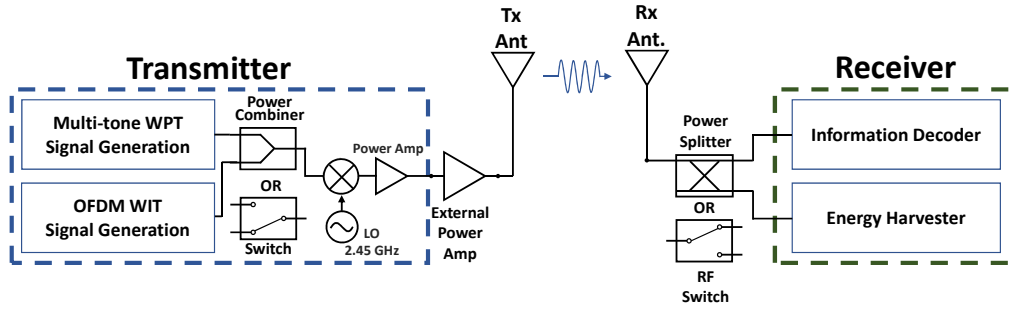 Transmitter
Multi-tone WPT
Signal Generation
OFDM WIT
Signal Generation
Power
Combiner
OR
Switch
LO
2.45 GHz
Power Amp
External
Power
Amp
Tx
Ant
Rx
Ant.
Power
Splitter
OR
RF
Switch
Receiver
Information Decoder
Energy Harvester